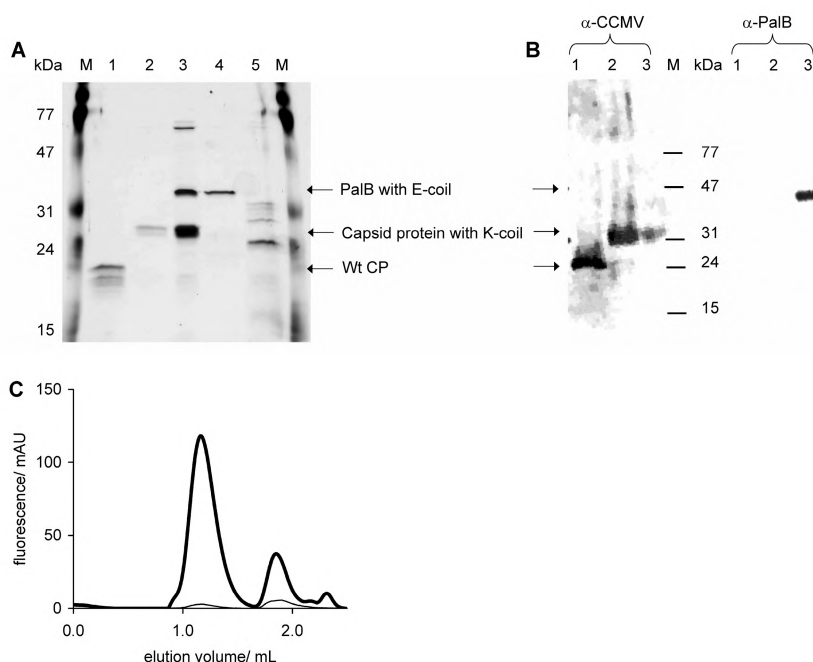 A
kDa M 1 2 3 4 5 M
77
47
31
24
15
PalB with E-coil
Capsid protein with K-coil
Wt CP
B
α-CCMV α-PalB
1 2 3 M kDa 1 2 3
77
47
31
24
15
C
150
100
50
0
fluorescence/ mAU
0.0 1.0 2.0
elution volume/ mL